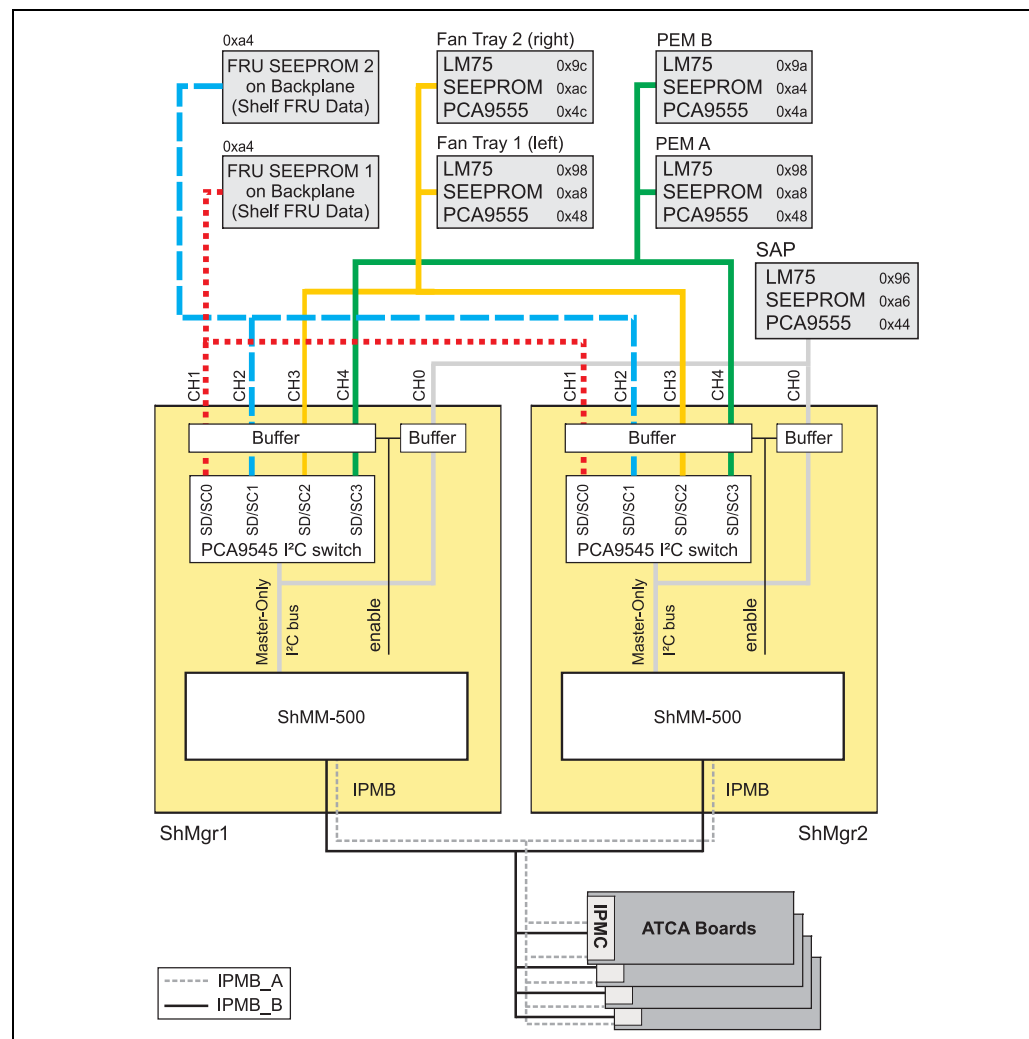 0xa4
FRU SEEPROM 2
on Backplane
(Shelf FRU Data)
Fan Tray 2 (right)
LM75 0x9c
SEEPROM 0xac
PCA9555 0x4c
PEM B
LM75 0x9a
SEEPROM 0xa4
PCA9555 0x4a
0xa4
FRU SEEPROM 1
on Backplane
(Shelf FRU Data)
Fan Tray 1 (left)
LM75 0x98
SEEPROM 0xa8
PCA9555 0x48
PEM A
LM75 0x98
SEEPROM 0xa8
PCA9555 0x48
SAP
LM75 0x96
SEEPROM 0xa6
PCA9555 0x44
CH1
CH2
CH3
CH4
CH0
CH1
CH2
CH3
CH4
CH0
Buffer
Buffer
Buffer
Buffer
SD/SC0
SD/SC1
SD/SC2
SD/SC3
PCA9545 I²C switch
SD/SC0
SD/SC1
SD/SC2
SD/SC3
PCA9545 I²C switch
Master-Only
I²C bus
enable
Master-Only
I²C bus
enable
ShMM-500
ShMM-500
IPMB
IPMB
ShMgr1
ShMgr2
IPMC
ATCA Boards
IPMB_A
IPMB_B